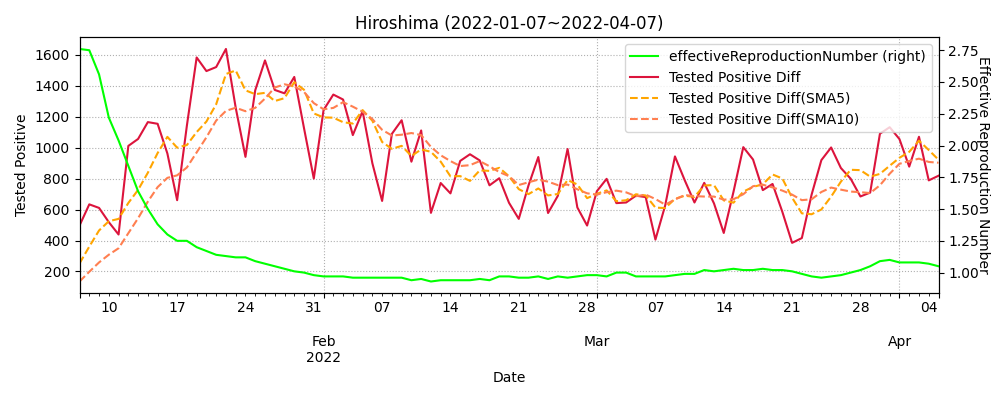 Hiroshima (2022-01-07~2022-04-07)
effectiveReproductionNumber (right)
Tested Positive Diff
Tested Positive Diff(SMA5)
Tested Positive Diff(SMA10)
Tested Positive
1600
1400
1200
1000
800
600
400
200
2.75
2.50
2.25
2.00
1.75
1.50
1.25
1.00
Effective Reproduction Number
10 17 24 31 07 14 21 28 07 14 21 28 04
Feb Mar Apr
2022
Date